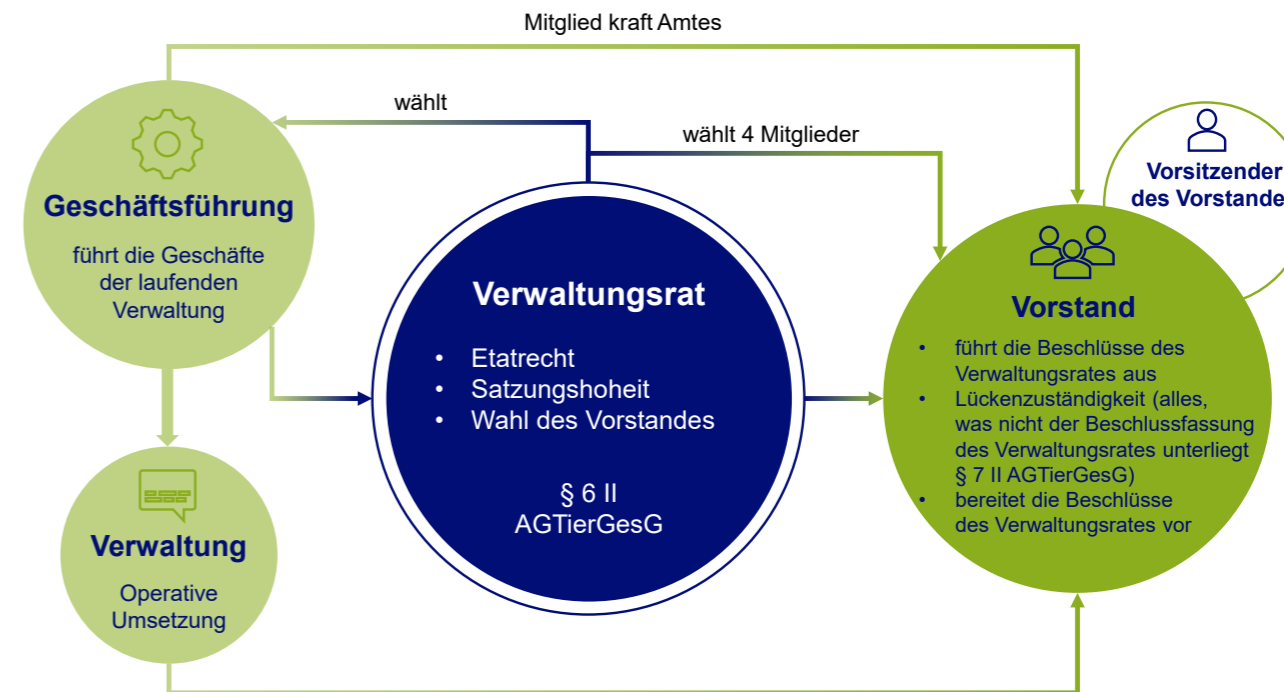 Mitglied kraft Amtes
wählt
wählt 4 Mitglieder
Geschäftsführung
führt die Geschäfte
der laufenden
Verwaltung
Verwaltung
Operative
Umsetzung
Verwaltungsrat
• Etatrecht
• Satzungshoheit
• Wahl des Vorstandes
§ 6 II
AGTierGesG
Vorsitzender
des Vorstande
Vorstand
• führt die Beschlüsse des
Verwaltungsrates aus
• Lückenzuständigkeit (alles,
was nicht der Beschlussfassung
des Verwaltungsrates unterliegt
§ 7 II AGTierGesG)
• bereitet die Beschlüsse
des Verwaltungsrates vor